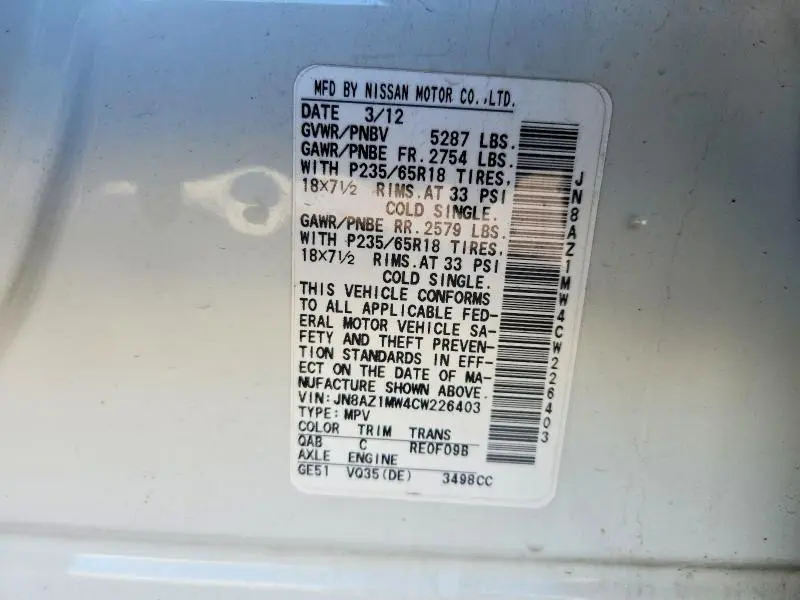 MFD BY NISSAN MOTOR CO.,LTD.
DATE 3/12
GVWR/PNBV 5287 LBS.
GAWR/PNBE FR. 2754 LBS.
WITH P235/65R18 TIRES,
18X7½ RIMS.AT 33 PSI
COLD SINGLE.
GAWR/PNBE RR. 2579 LBS.
WITH P235/65R18 TIRES,
18X7½ RIMS.AT 33 PSI
COLD SINGLE.
THIS VEHICLE CONFORMS
TO ALL APPLICABLE FED-
ERAL MOTOR VEHICLE SA-
FETY AND THEFT PREVEN-
TION STANDARDS IN EFF-
ECT ON THE DATE OF MA-
NUFACTURE SHOWN ABOVE.
VIN: JN8AZ1MW4CW226403
TYPE: MPV
COLOR TRIM TRANS
QAB C RE0F09B
AXLE ENGINE
GE51 VQ35(DE) 3498CC
JN8AZ1MW4CW226403